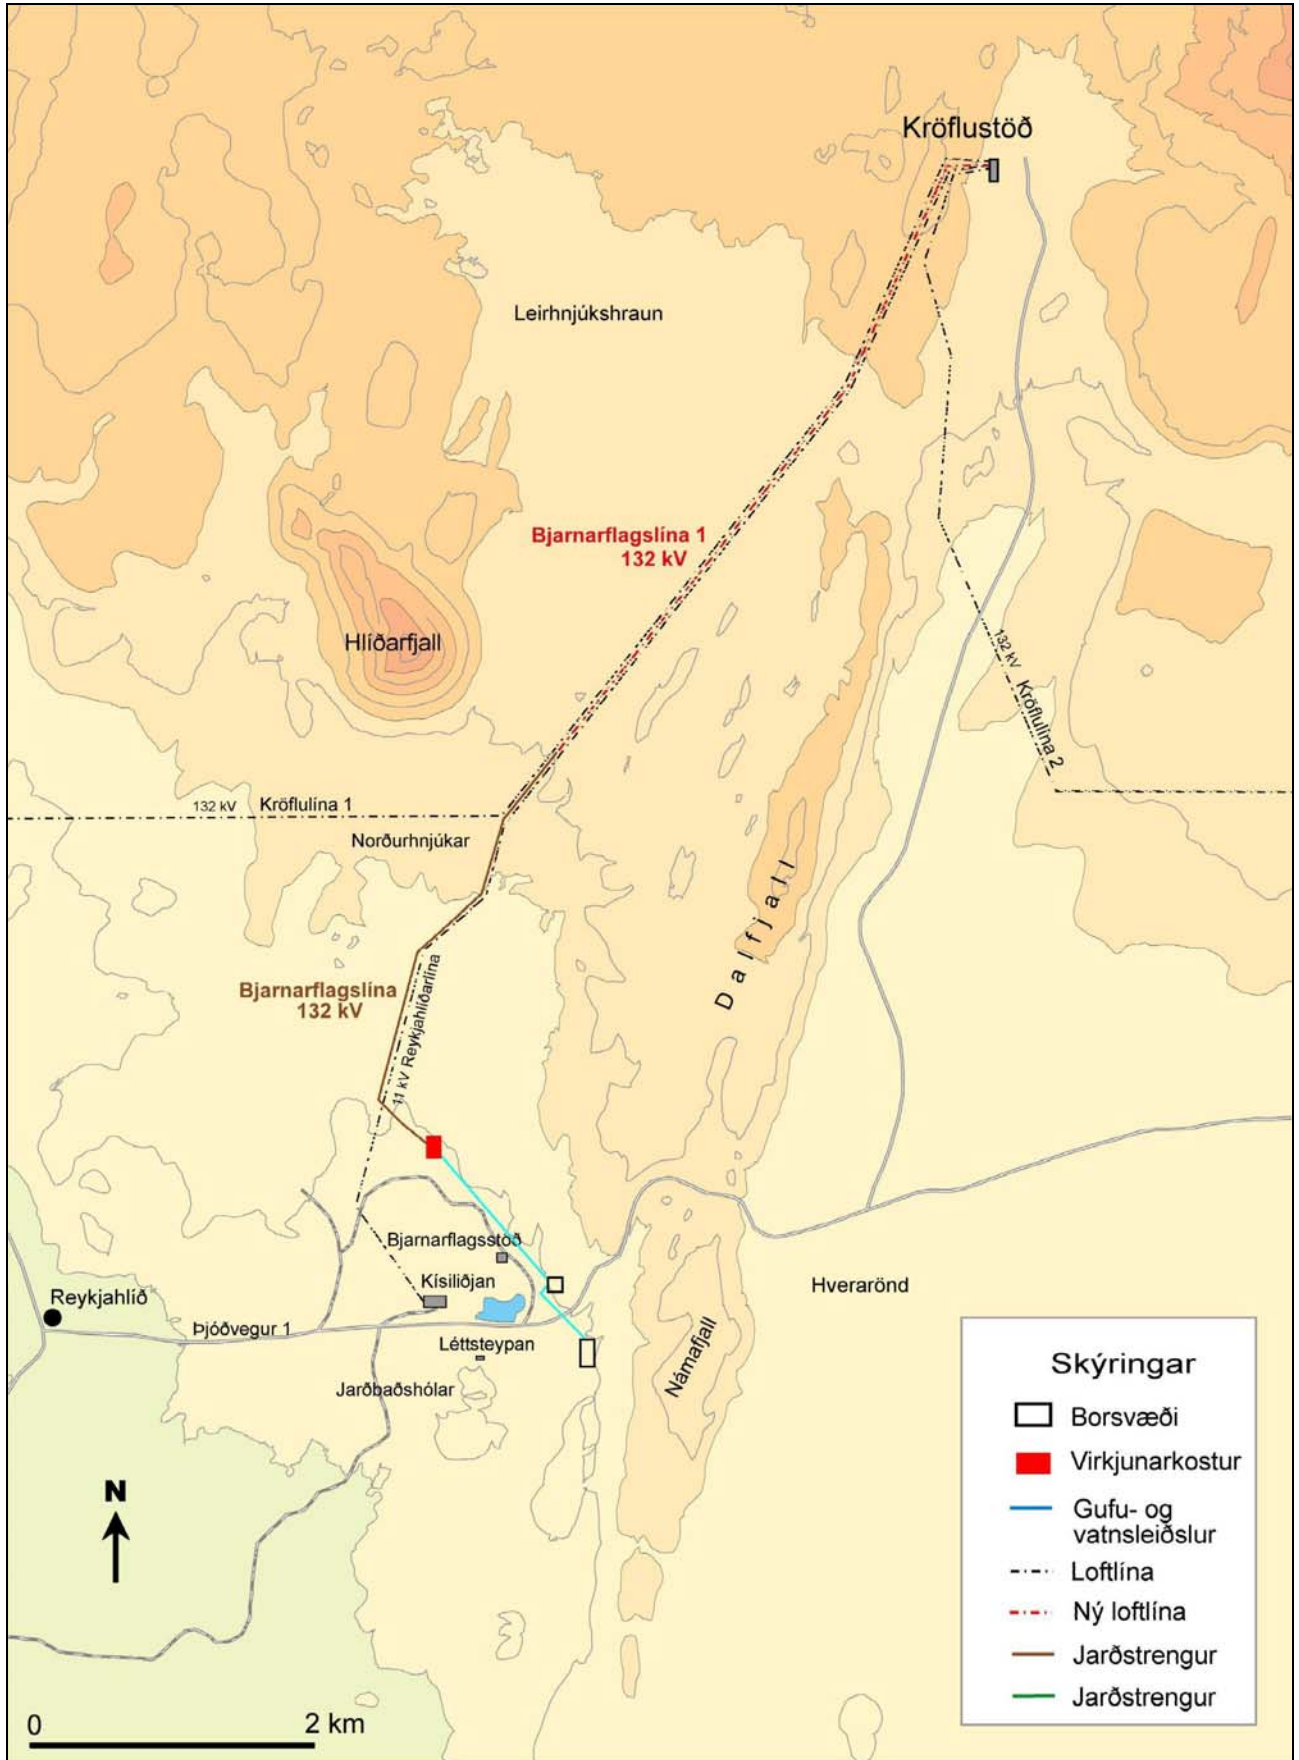 Kröflustöð
Leirhnjúkshraun
Bjarnarflagslína 1
132 kV
Hlíðarfjall
132 kV
Kröflulína 2
132 kV Kröflulína 1
Norðurhnjúkar
Dalfjall
Bjarnarflagslína
132 kV
11 kV Reykjahlíðarlína
Bjarnarflagsstöð
Kísiliðjan
Hverarönd
Reykjahlíð
Þjóðvegur 1
Léttsteypan
Námafjall
Jarðbaðshólar
Skýringar
Borsvæði
Virkjunarkostur
Gufu- og
vatnsleiðslur
Loftlína
Ný loftlína
Jarðstrengur
Jarðstrengur
N
0 2 km